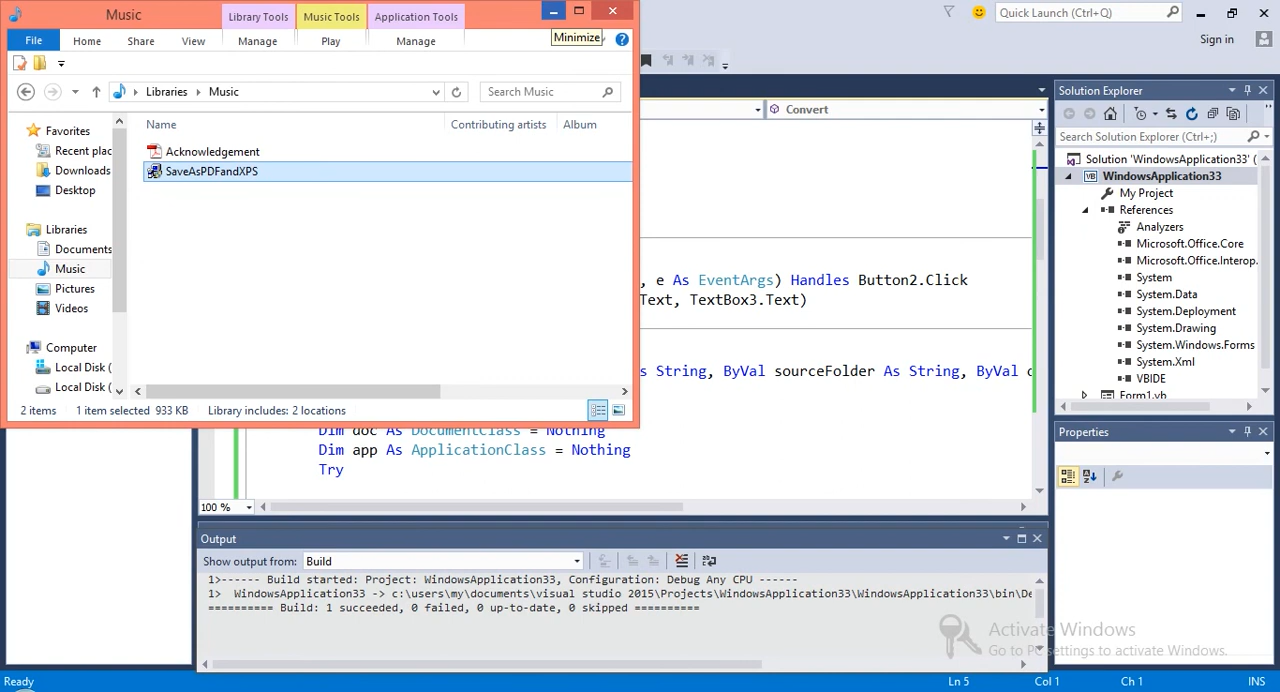 Music
Library Tools
Music Tools
Application Tools
Quick Launch (Ctrl+Q)
File
Home
Share
View
Manage
Play
Manage
Minimize
Sign in
Libraries
Music
Search Music
Convert
Solution Explorer
Search Solution Explorer (Ctrl+;)
Name
Contributing artists
Album
Favorites
Recent plac
Downloads
Desktop
Libraries
Documents
Music
Pictures
Videos
Computer
Local Disk (
Local Disk (
Acknowledgement
SaveAsPDFandXPS
2 items
1 item selected 933 KB
Library includes: 2 locations
, e As EventArgs) Handles Button2.Click
Text, TextBox3.Text)
s String, ByVal sourceFolder As String, ByVal
Dim doc As DocumentClass = Nothing
Dim app As ApplicationClass = Nothing
Try
100 %
Solution 'WindowsApplication33' (
WindowsApplication33
My Project
References
Analyzers
Microsoft.Office.Core
Microsoft.Office.Interop.
System
System.Data
System.Deployment
System.Drawing
System.Windows.Forms
System.Xml
VBIDE
Form1.vb
Properties
Output
Show output from:
Build
1>------ Build started: Project: WindowsApplication33, Configuration: Debug Any CPU ------
1> WindowsApplication33 -> c:\users\my\documents\visual studio 2015\Projects\WindowsApplication33\WindowsApplication33\bin\De
========== Build: 1 succeeded, 0 failed, 0 up-to-date, 0 skipped ==========
Activate Windows
Go to PC settings to activate Windows.
Ready
Ln 5
Col 1
Ch 1
INS